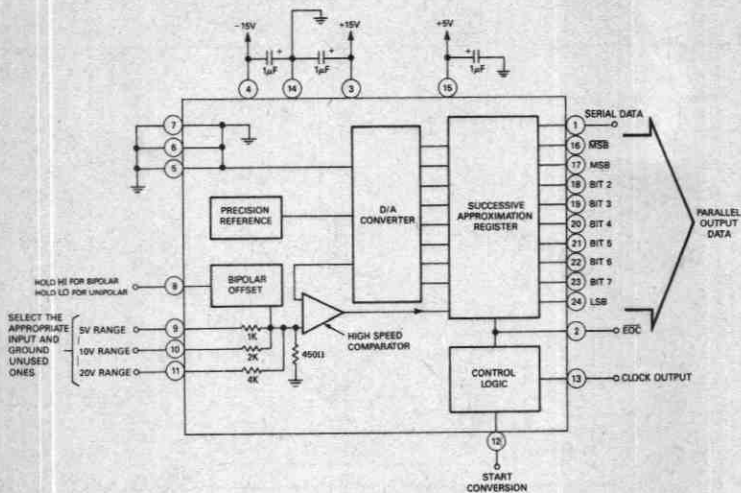 -15V
+15V
+5V
+
1μF
+
1μF
+
1μF
4
14
3
15
7
6
5
PRECISION
REFERENCE
D/A
CONVERTER
SUCCESSIVE
APPROXIMATION
REGISTER
1
SERIAL DATA
16
M̅S̅B̅
17
MSB
18
BIT 2
19
BIT 3
20
BIT 4
21
BIT 5
22
BIT 6
23
BIT 7
24
LSB
PARALLEL
OUTPUT
DATA
HOLD HI FOR BIPOLAR
HOLD LO FOR UNIPOLAR
8
BIPOLAR
OFFSET
SELECT THE
APPROPRIATE
INPUT AND
GROUND
UNUSED
ONES
5V RANGE
9
1K
10V RANGE
10
2K
20V RANGE
11
4K
450Ω
HIGH SPEED
COMPARATOR
2
E̅O̅C̅
CONTROL
LOGIC
13
CLOCK OUTPUT
12
START
CONVERSION